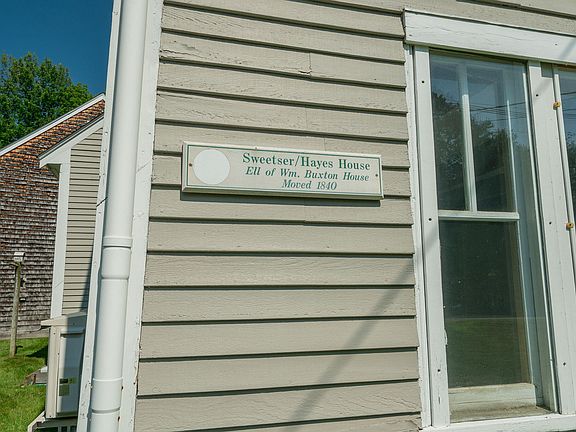 Sweetser/Hayes House
Ell of Wm. Buxton House
Moved 1840